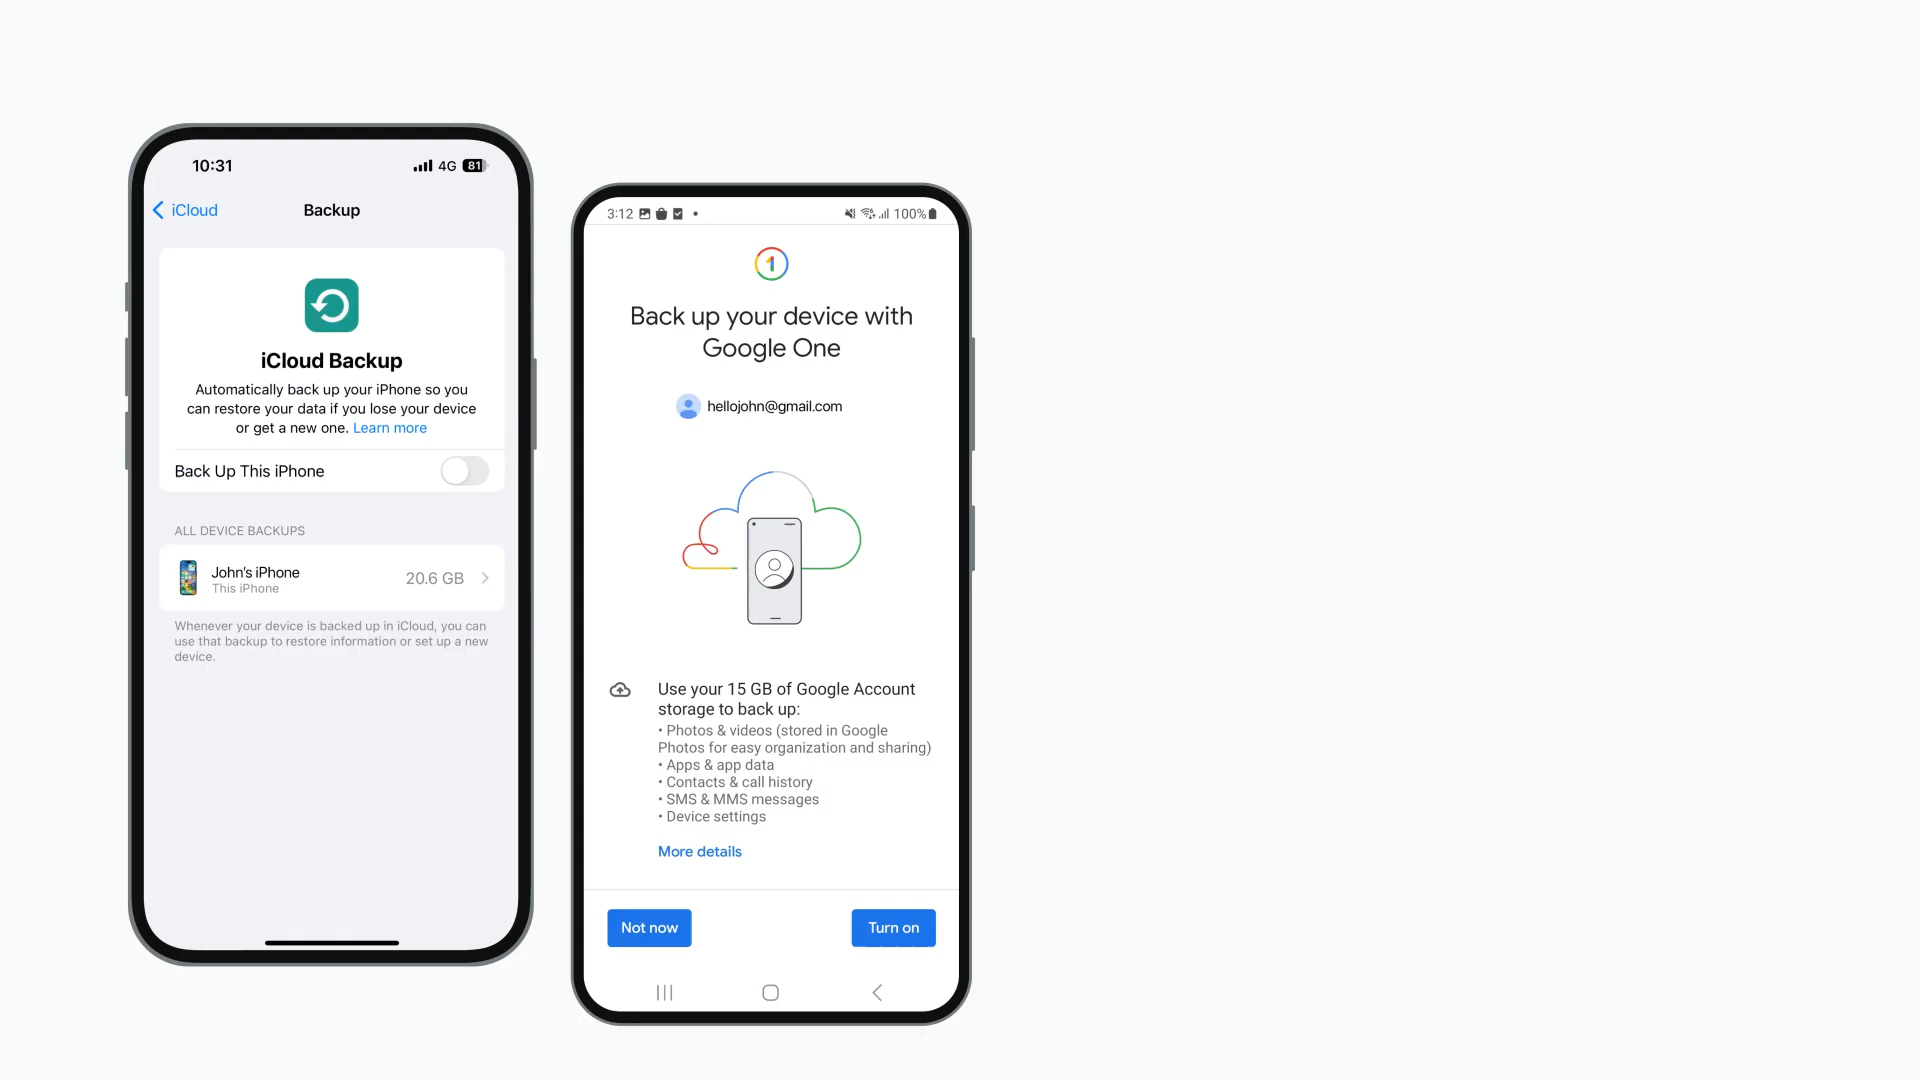 10:31
4G 81
iCloud
Backup
iCloud Backup
Automatically back up your iPhone so you
can restore your data if you lose your device
or get a new one. Learn more
Back Up This iPhone
ALL DEVICE BACKUPS
John's iPhone
This iPhone
20.6 GB
Whenever your device is backed up in iCloud, you can
use that backup to restore information or set up a new
device.
3:12
100%
1
Back up your device with
Google One
hellojohn@gmail.com
Use your 15 GB of Google Account
storage to back up:
• Photos & videos (stored in Google
Photos for easy organization and sharing)
• Apps & app data
• Contacts & call history
• SMS & MMS messages
• Device settings
More details
Not now
Turn on